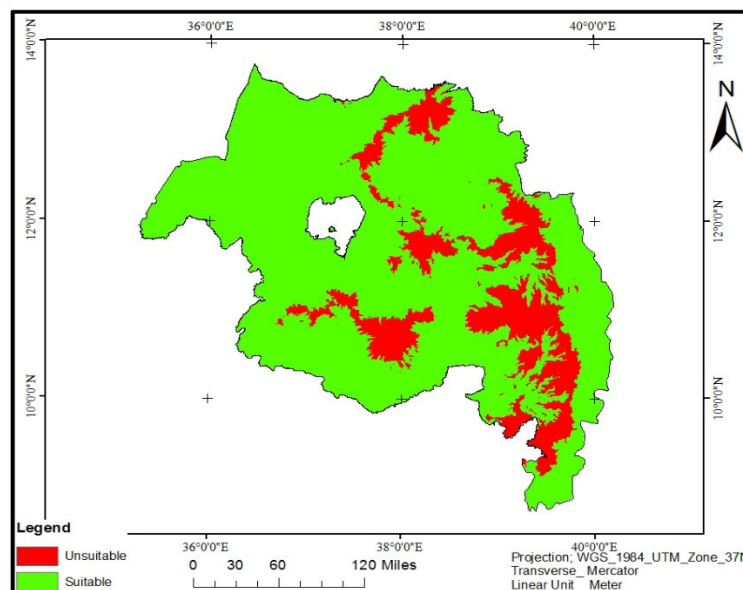 36°0'0"E 38°0'0"E 40°0'0"E
14°0'0"N 14°0'0"N
N
12°0'0"N 12°0'0"N
10°0'0"N 10°0'0"N
Legend
Unsuitable
Suitable
36°0'0"E 38°0'0"E 40°0'0"E
0 30 60 120 Miles
Projection; WGS_1984_UTM_Zone_37N
Transverse_ Mercator
Linear Unit Meter